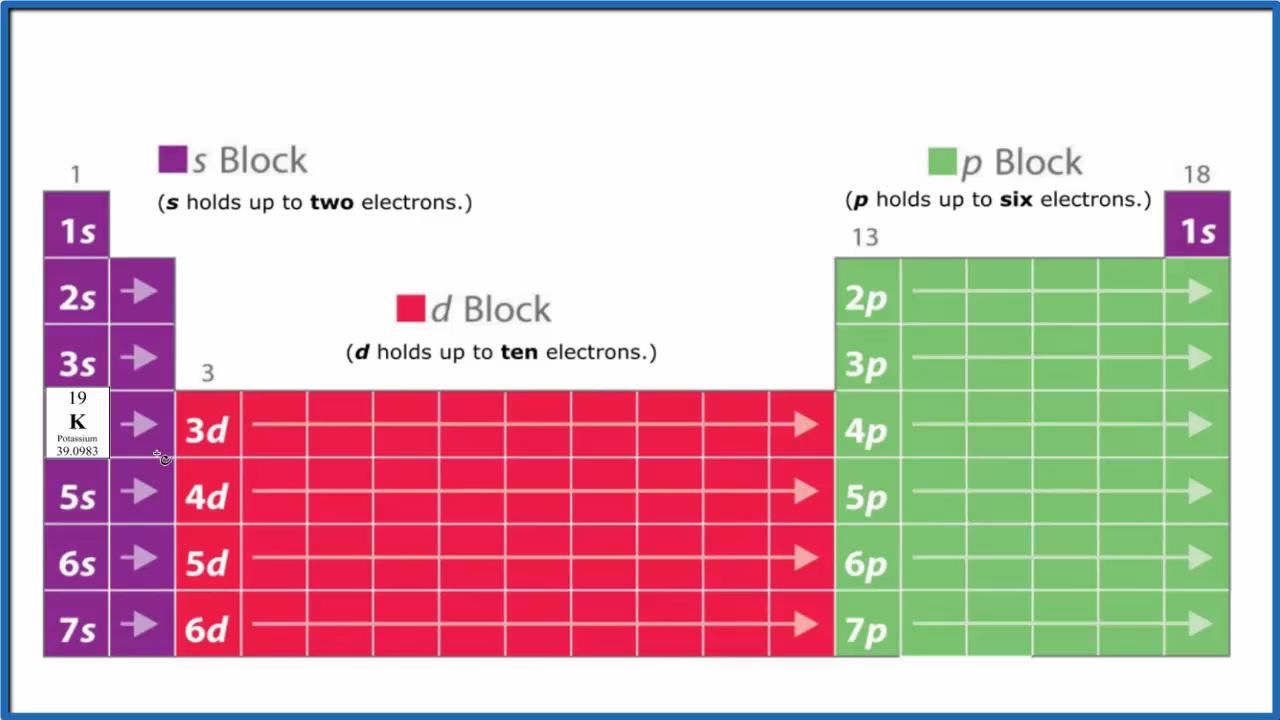 1
s Block
(s holds up to two electrons.)
p Block
18
(p holds up to six electrons.)
1s
13
1s
2s
d Block
2p
(d holds up to ten electrons.)
3s
3
3p
19
K
Potassium
39.0983
3d
4p
5s
4d
5p
6s
5d
6p
7s
6d
7p